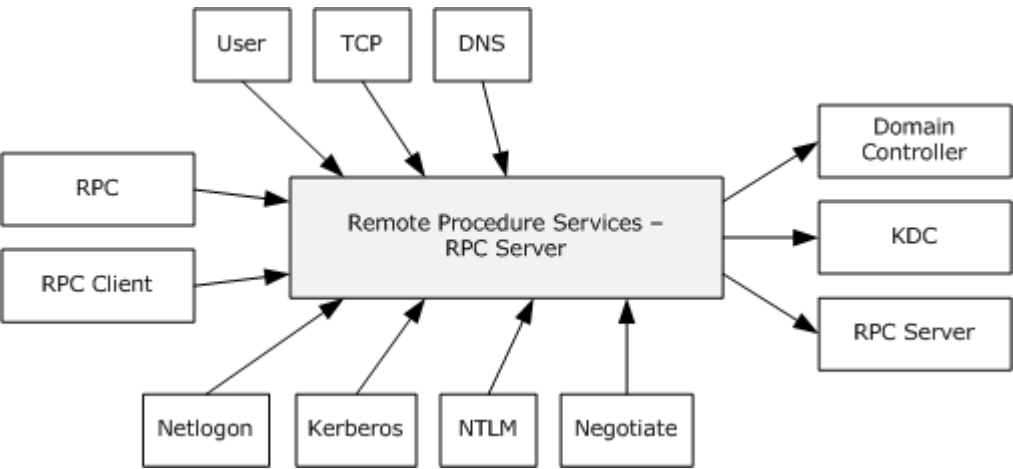 User
TCP
DNS
Domain
Controller
RPC
Remote Procedure Services –
RPC Server
KDC
RPC Client
RPC Server
Netlogon
Kerberos
NTLM
Negotiate